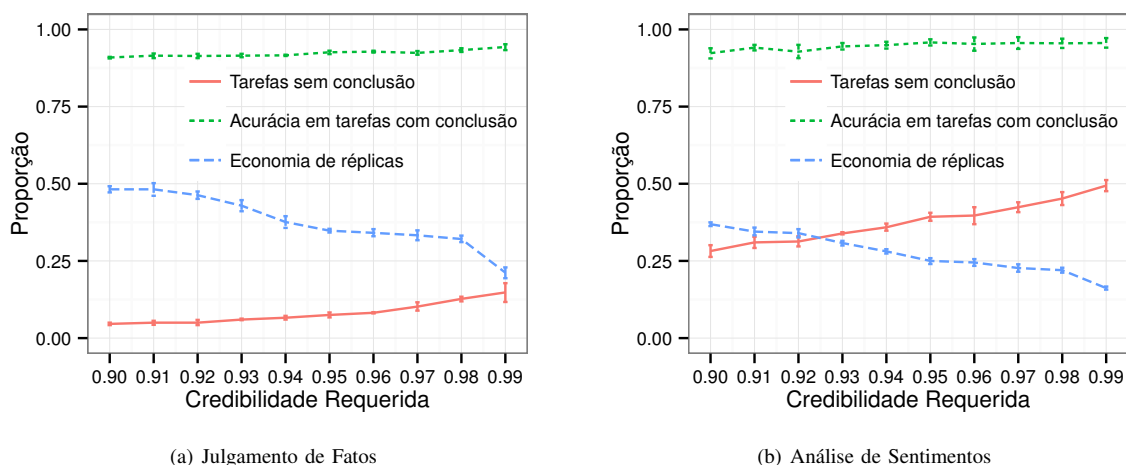 1.00
0.75
0.50
0.25
0.00
Proporção
Tarefas sem conclusão
Acurácia em tarefas com conclusão
Economia de réplicas
0.90 0.91 0.92 0.93 0.94 0.95 0.96 0.97 0.98 0.99
Credibilidade Requerida
(a) Julgamento de Fatos
1.00
0.75
0.50
0.25
0.00
Proporção
Tarefas sem conclusão
Acurácia em tarefas com conclusão
Economia de réplicas
0.90 0.91 0.92 0.93 0.94 0.95 0.96 0.97 0.98 0.99
Credibilidade Requerida
(b) Análise de Sentimentos